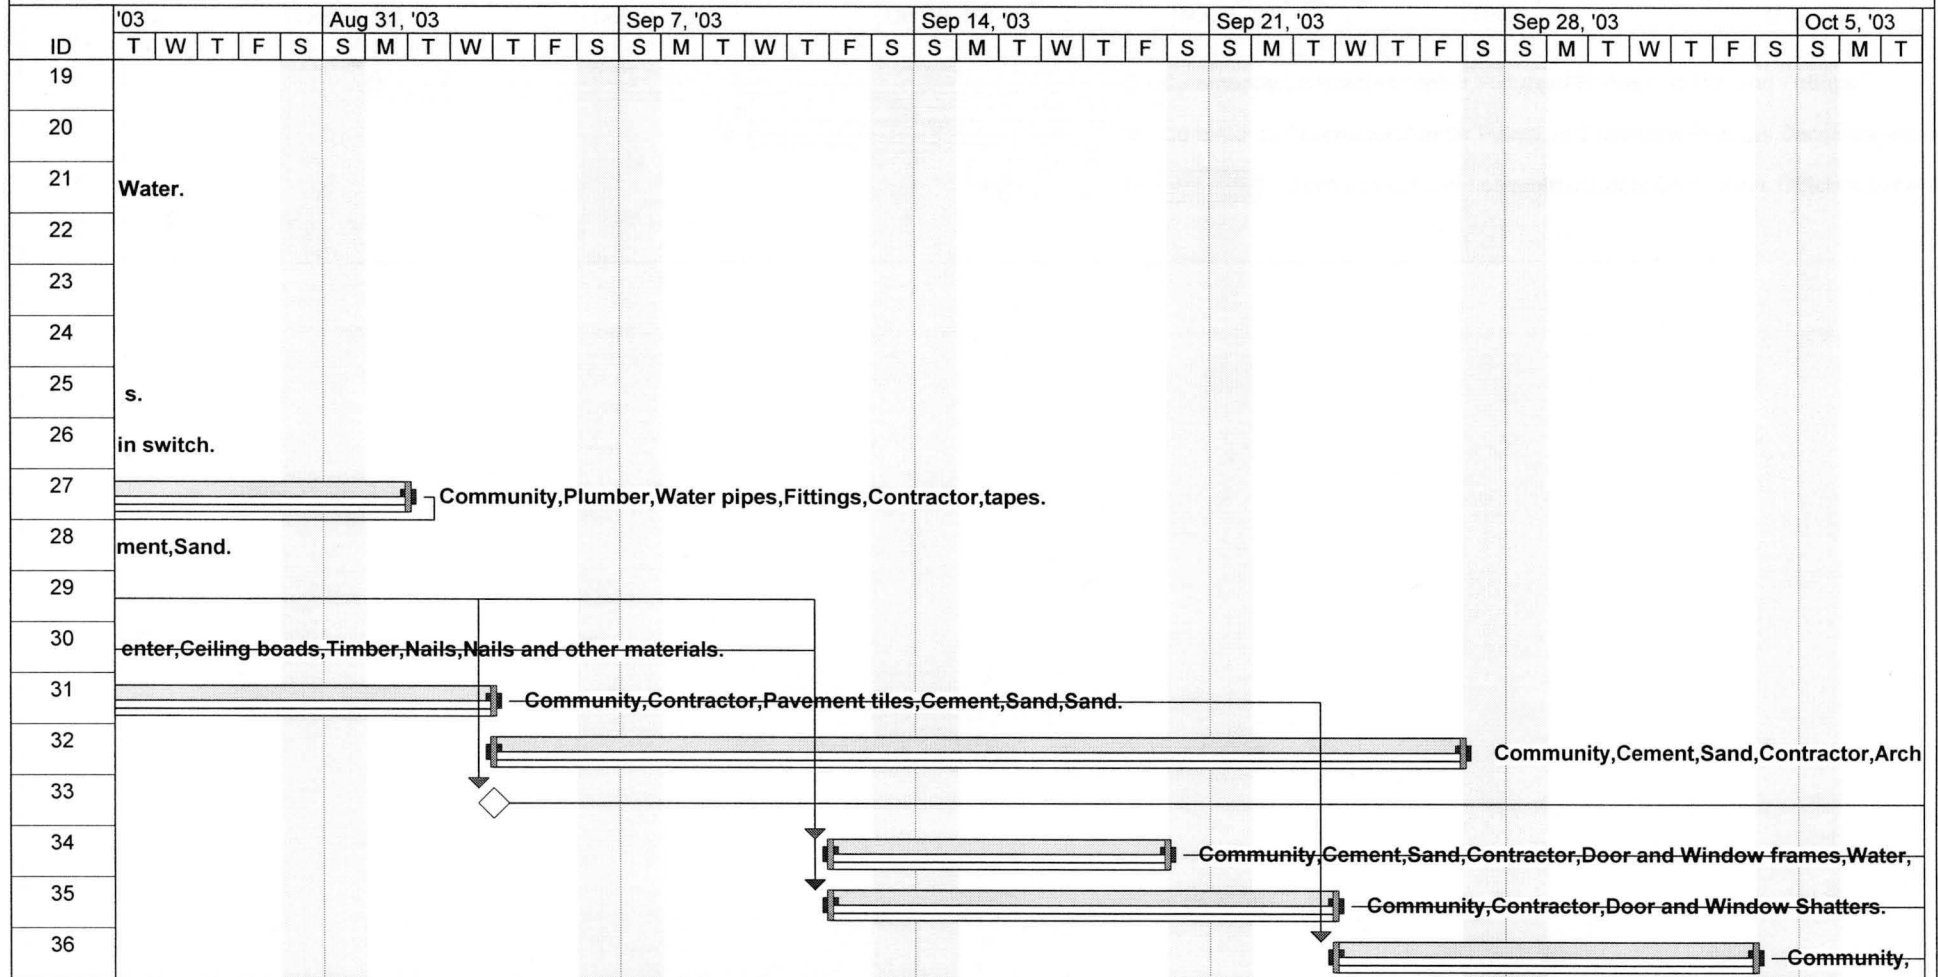 '03 Aug 31, '03 Sep 7, '03 Sep 14, '03 Sep 21, '03 Sep 28, '03 Oct 5, '03
ID T W T F S S M T W T F S S M T W T F S S M T W T F S S M T W T F S S M T W T F S S M T
19
20
21 Water.
22
23
24
25 s.
26 in switch.
27 Community,Plumber,Water pipes,Fittings,Contractor,tapes.
28 ment,Sand.
29
30 enter,Ceiling boads,Timber,Nails,Nails and other materials.
31 Community,Contractor,Pavement tiles,Cement,Sand,Sand.
32 Community,Cement,Sand,Contractor,Arch
33
34 Community,Cement,Sand,Contractor,Door and Window frames,Water,
35 Community,Contractor,Door and Window Shatters.
36 Community,